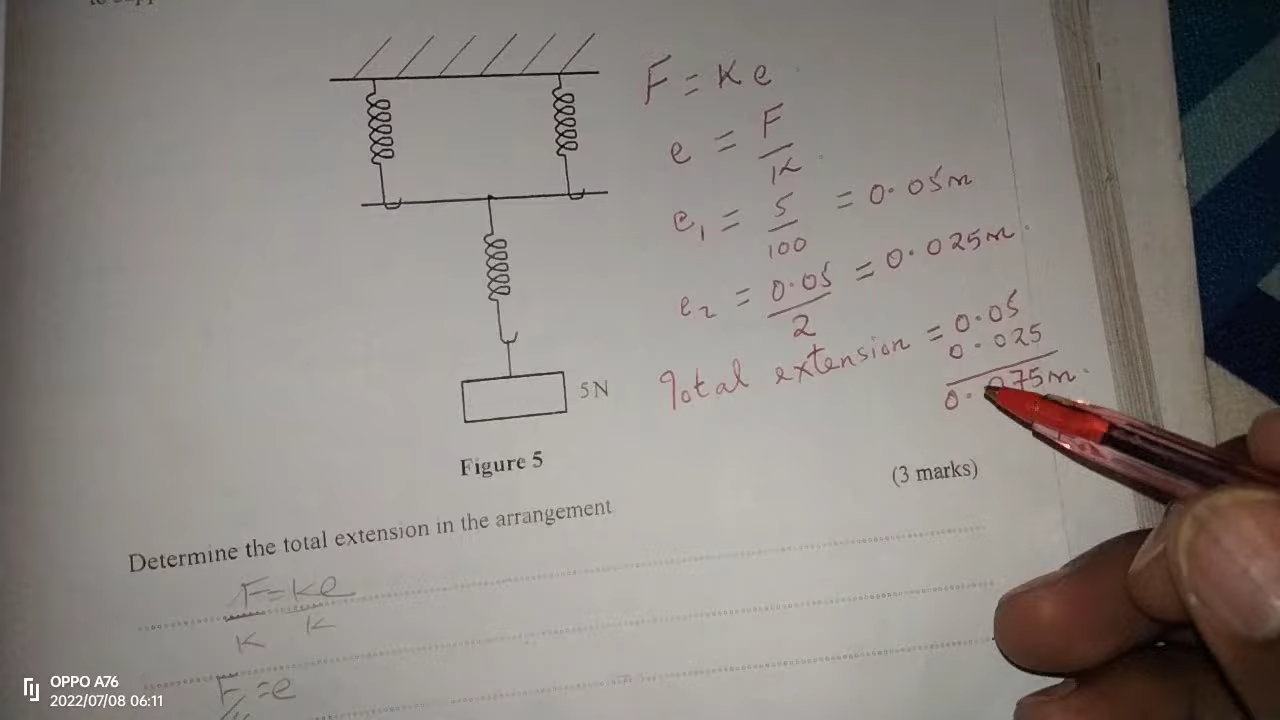 F = Ke
e = F/K
e₁ = 5/100 = 0.05m
e₂ = 0.05/2 = 0.025m.
Total extension = 0.05
0.025
0.075m.
5N
Figure 5
(3 marks)
Determine the total extension in the arrangement
F=Ke
K K
F =e
OPPO A76
2022/07/08 06:11